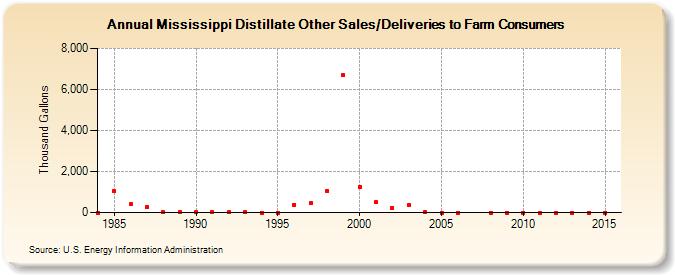 Annual Mississippi Distillate Other Sales/Deliveries to Farm Consumers
Thousand Gallons
8,000
6,000
4,000
2,000
0
1985 1990 1995 2000 2005 2010 2015
Source: U.S. Energy Information Administration